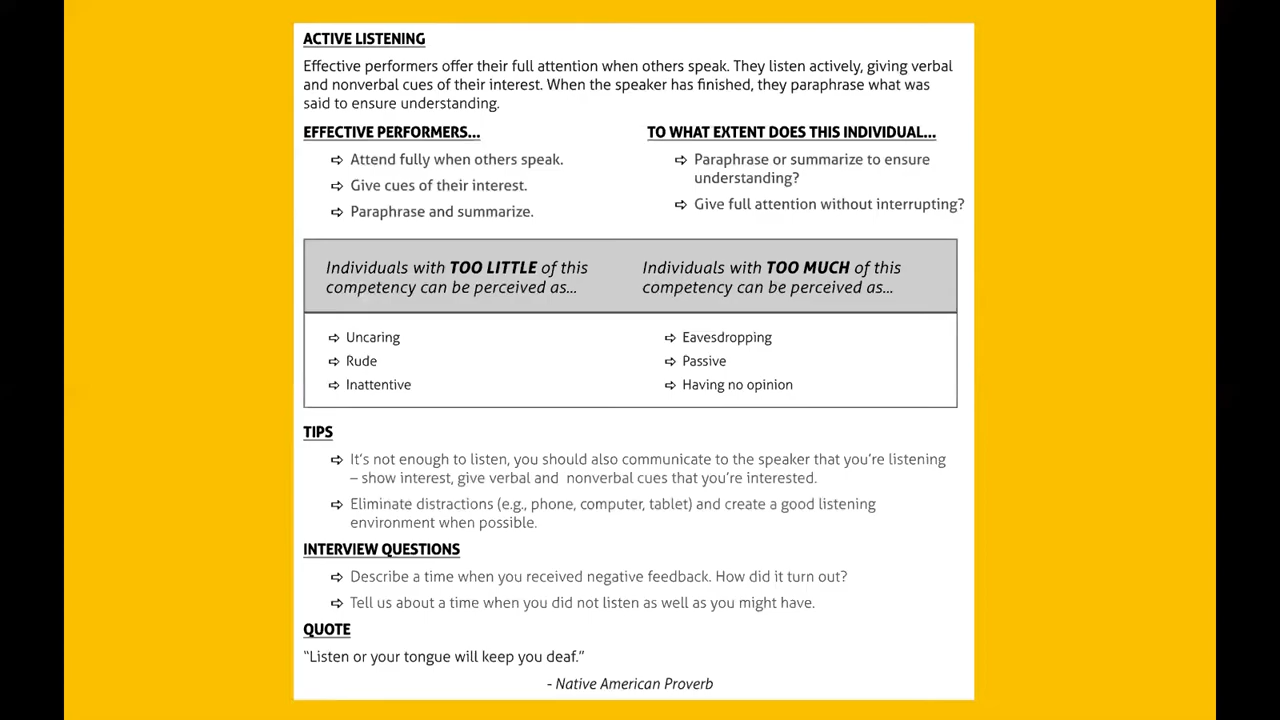 ACTIVE LISTENING
Effective performers offer their full attention when others speak. They listen actively, giving verbal
and nonverbal cues of their interest. When the speaker has finished, they paraphrase what was
said to ensure understanding.
EFFECTIVE PERFORMERS...
⇨ Attend fully when others speak.
⇨ Give cues of their interest.
⇨ Paraphrase and summarize.
TO WHAT EXTENT DOES THIS INDIVIDUAL...
⇨ Paraphrase or summarize to ensure
understanding?
⇨ Give full attention without interrupting?
Individuals with TOO LITTLE of this
competency can be perceived as...
⇨ Uncaring
⇨ Rude
⇨ Inattentive
Individuals with TOO MUCH of this
competency can be perceived as...
⇨ Eavesdropping
⇨ Passive
⇨ Having no opinion
TIPS
⇨ It's not enough to listen, you should also communicate to the speaker that you're listening
– show interest, give verbal and nonverbal cues that you're interested.
⇨ Eliminate distractions (e.g., phone, computer, tablet) and create a good listening
environment when possible.
INTERVIEW QUESTIONS
⇨ Describe a time when you received negative feedback. How did it turn out?
⇨ Tell us about a time when you did not listen as well as you might have.
QUOTE
“Listen or your tongue will keep you deaf.”
- Native American Proverb